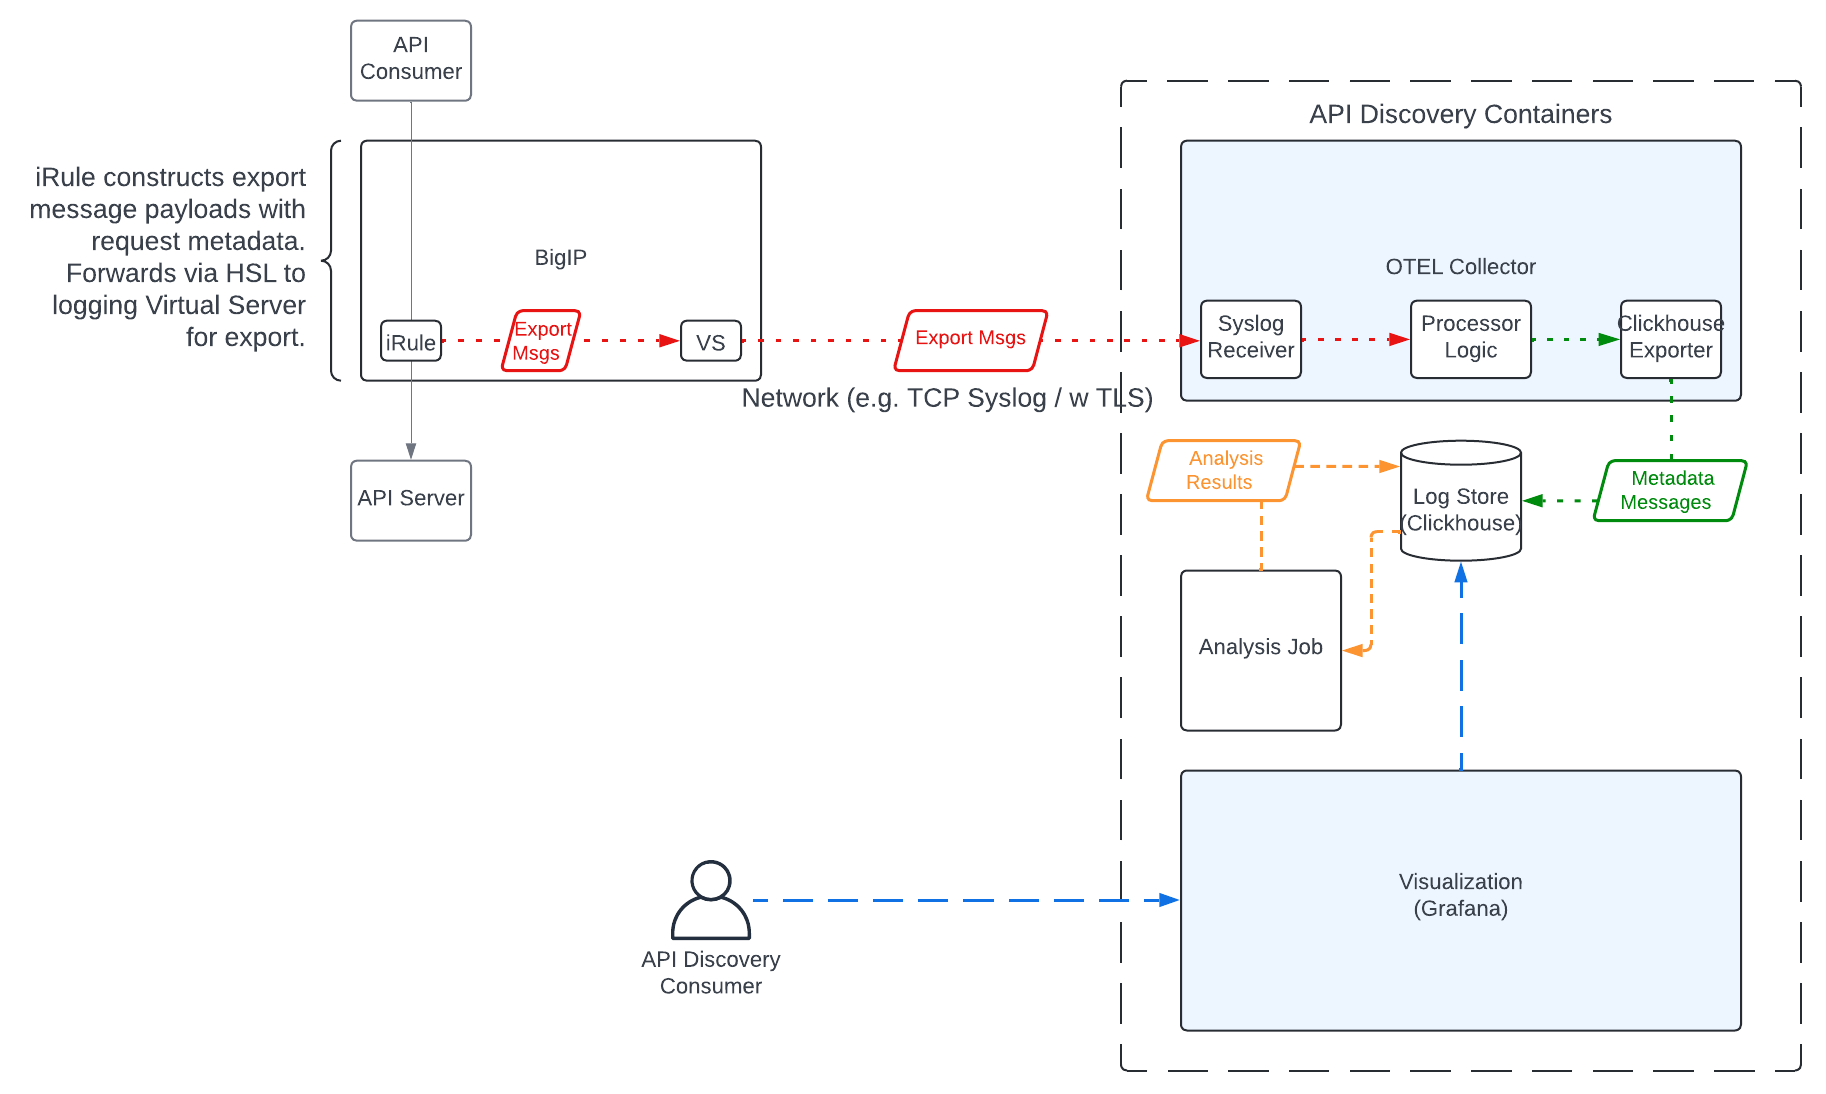 API
Consumer
API Discovery Containers
iRule constructs export
message payloads with
request metadata.
Forwards via HSL to
logging Virtual Server
for export.
BigIP
OTEL Collector
iRule
Export
Msgs
VS
Export Msgs
Syslog
Receiver
Processor
Logic
Clickhouse
Exporter
Network (e.g. TCP Syslog / w TLS)
Analysis
Results
Log Store
(Clickhouse)
Metadata
Messages
API Server
Analysis Job
Visualization
(Grafana)
API Discovery
Consumer